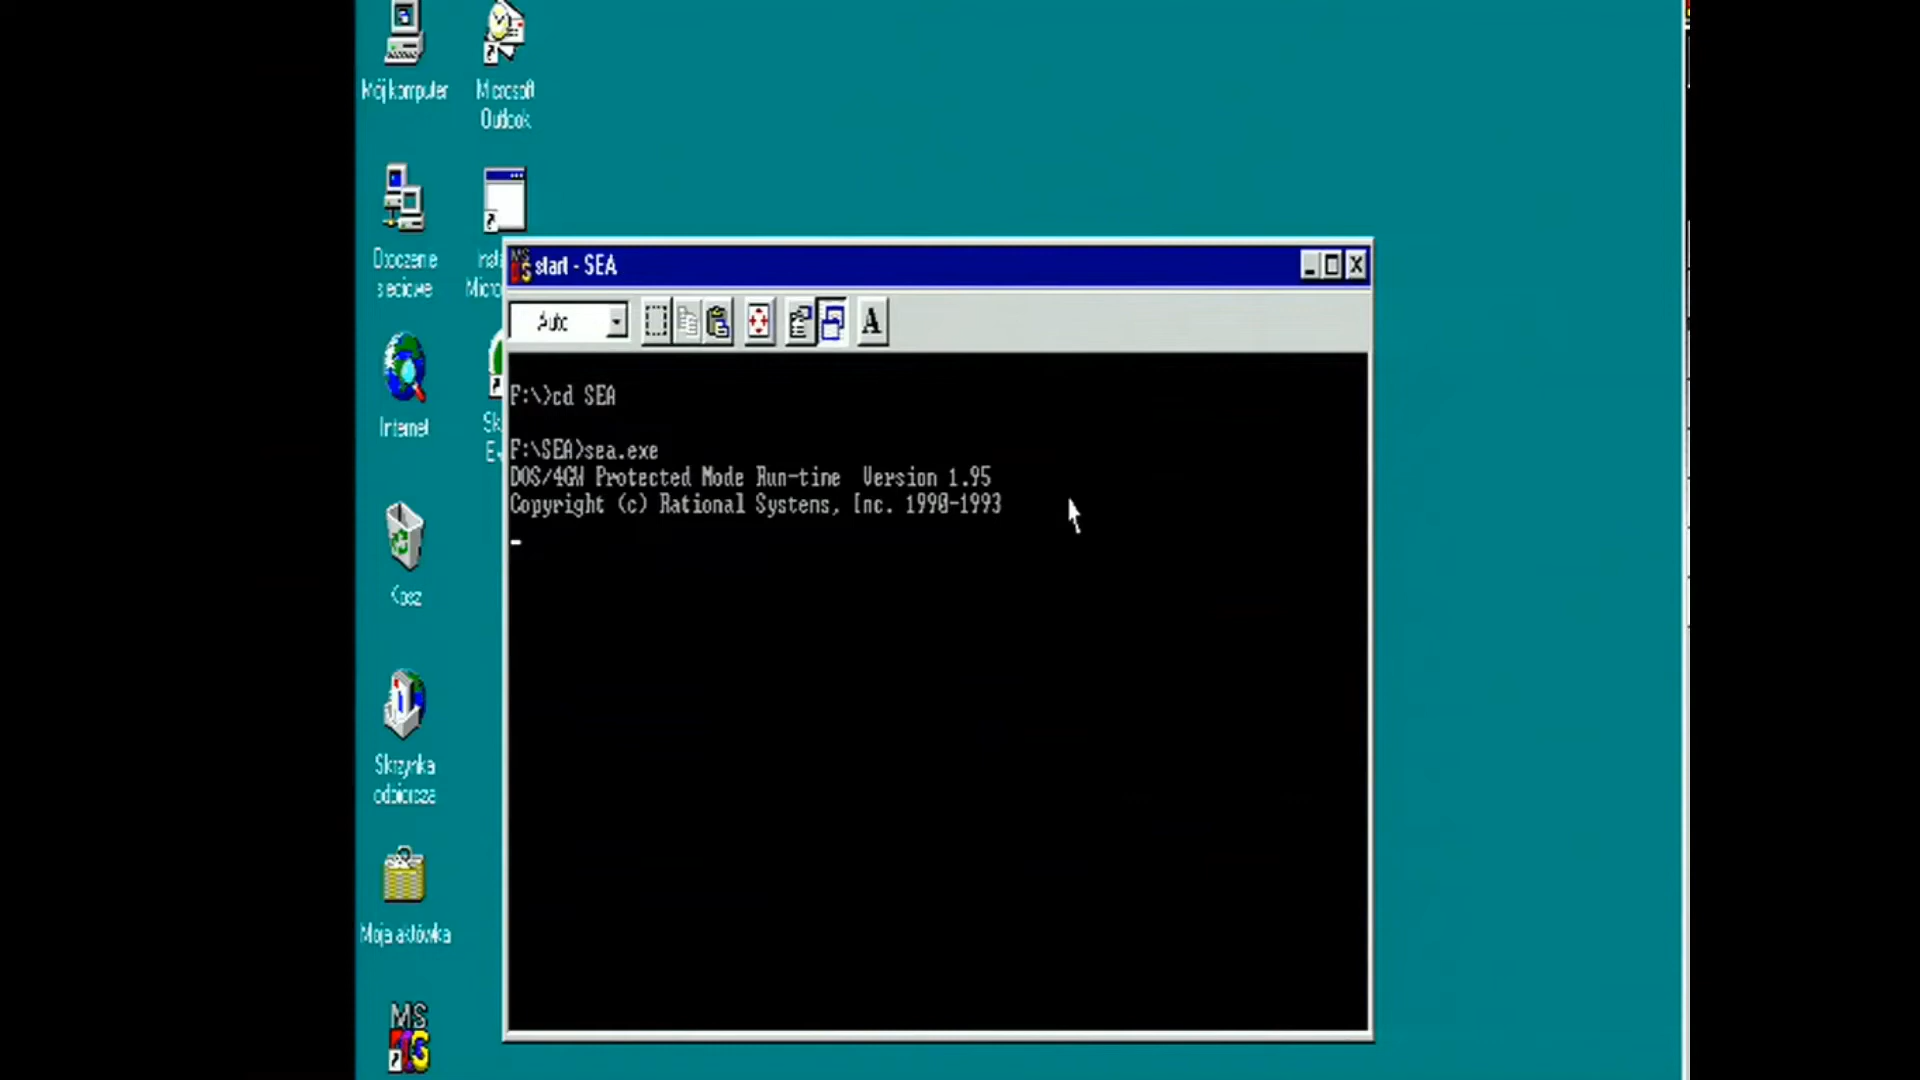 Mój komputer
Microsoft
Outlook
Otoczenie
sieciowe
Internet
Kosz
Skrzynka
odbiorcza
Moja aktówka
MS
start - SEA
Auto
A
F:\>cd SEA
F:\SEA>sea.exe
DOS/4GW Protected Mode Run-time Version 1.95
Copyright (c) Rational Systems, Inc. 1990-1993